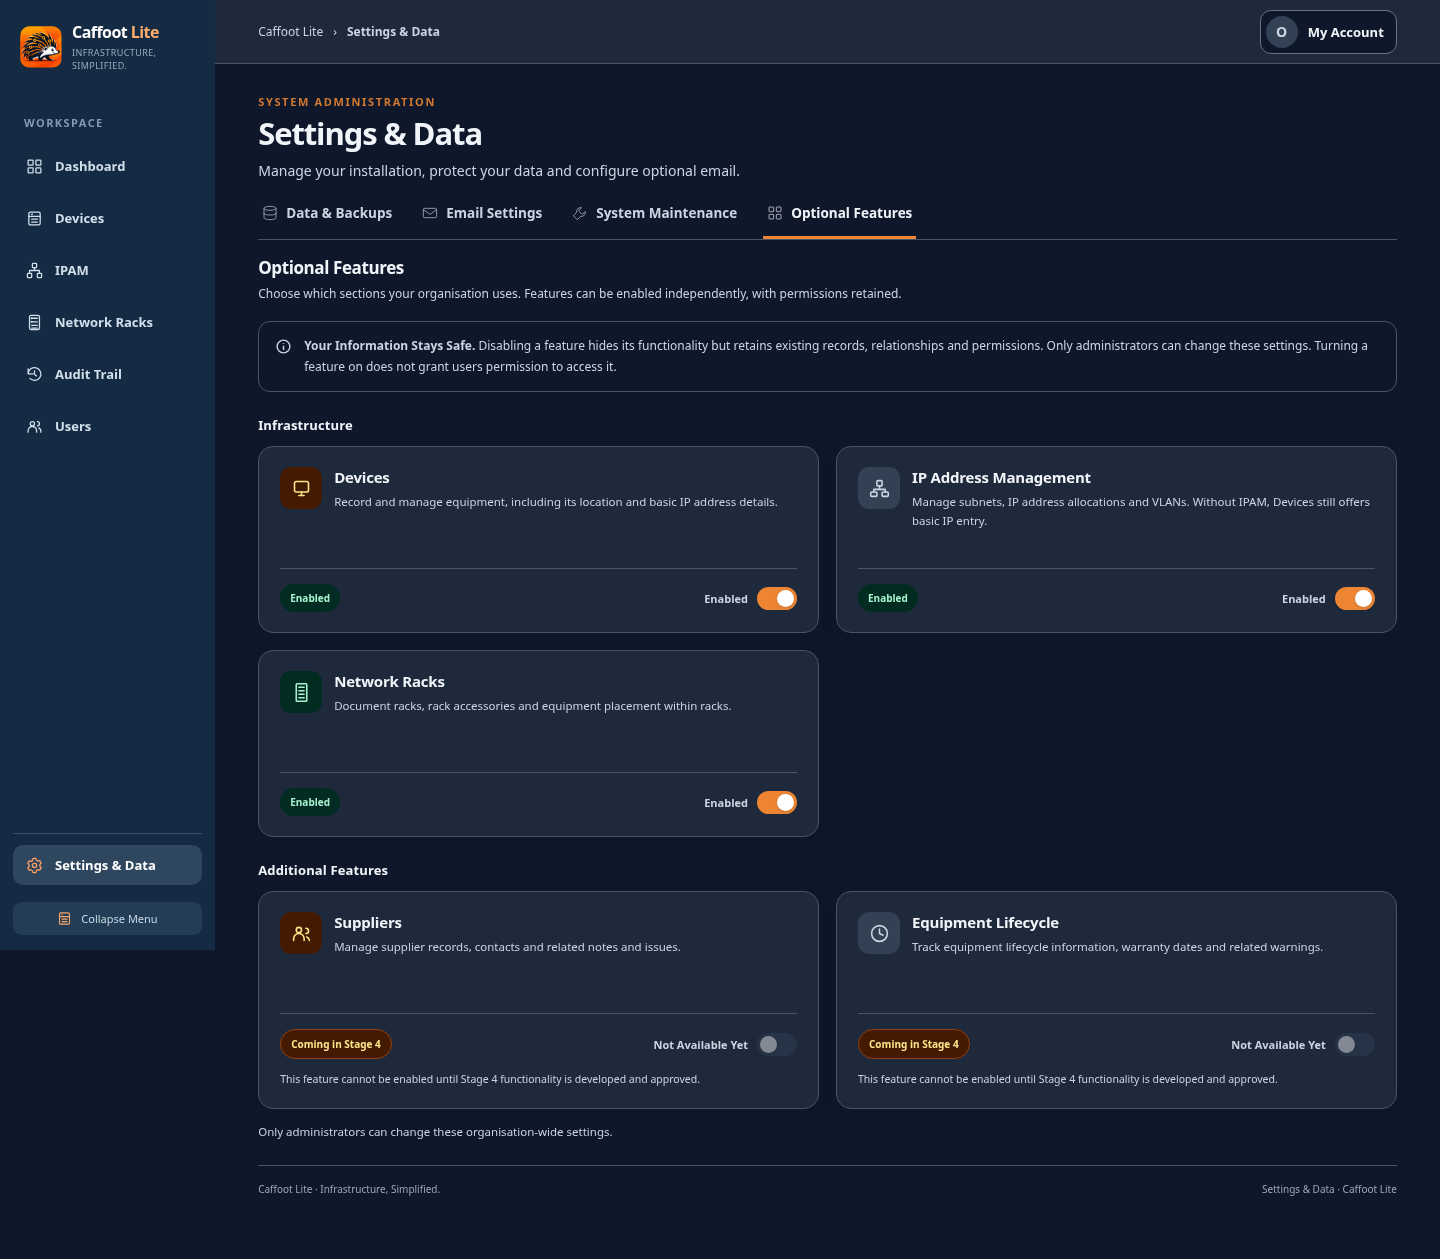 Caffoot Lite
INFRASTRUCTURE,
SIMPLIFIED.
WORKSPACE
Dashboard
Devices
IPAM
Network Racks
Audit Trail
Users
Settings & Data
Collapse Menu
Caffoot Lite › Settings & Data
O My Account
SYSTEM ADMINISTRATION
Settings & Data
Manage your installation, protect your data and configure optional email.
Data & Backups Email Settings System Maintenance Optional Features
Optional Features
Choose which sections your organisation uses. Features can be enabled independently, with permissions retained.
Your Information Stays Safe. Disabling a feature hides its functionality but retains existing records, relationships and permissions. Only administrators can change these settings. Turning a
feature on does not grant users permission to access it.
Infrastructure
Devices
Record and manage equipment, including its location and basic IP address details.
Enabled Enabled
IP Address Management
Manage subnets, IP address allocations and VLANs. Without IPAM, Devices still offers
basic IP entry.
Enabled Enabled
Network Racks
Document racks, rack accessories and equipment placement within racks.
Enabled Enabled
Additional Features
Suppliers
Manage supplier records, contacts and related notes and issues.
Coming in Stage 4 Not Available Yet
This feature cannot be enabled until Stage 4 functionality is developed and approved.
Equipment Lifecycle
Track equipment lifecycle information, warranty dates and related warnings.
Coming in Stage 4 Not Available Yet
This feature cannot be enabled until Stage 4 functionality is developed and approved.
Only administrators can change these organisation-wide settings.
Caffoot Lite · Infrastructure, Simplified.
Settings & Data · Caffoot Lite